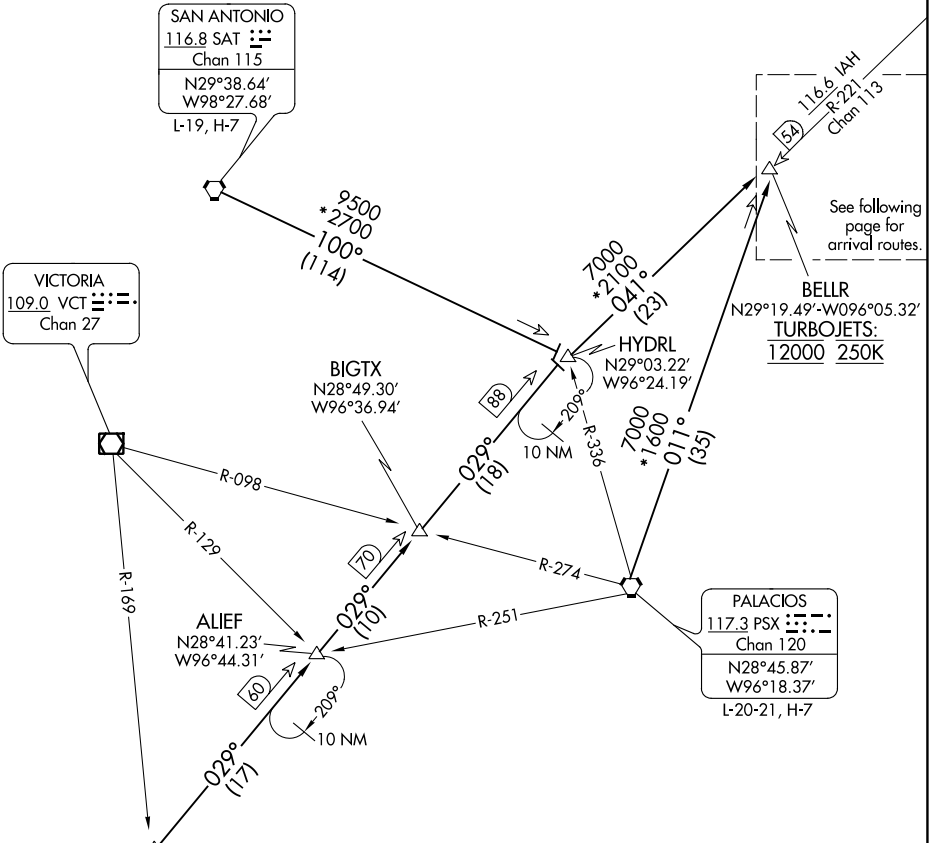 SAN ANTONIO
116.8 SAT
Chan 115
N29°38.64′
W98°27.68′
L-19, H-7
116.6 IAH
R-221
Chan 113
54
See following
page for
arrival routes.
BELLR
N29°19.49′-W096°05.32′
TURBOJETS:
12000 250K
9500
*2700
100°
(114)
7000
*2100
041°
(23)
VICTORIA
109.0 VCT
Chan 27
HYDRL
N29°03.22′
W96°24.19′
BIGTX
N28°49.30′
W96°36.94′
88
209°
10 NM
R-336
7000
*1600
011°
(35)
029°
(18)
R-098
R-129
R-169
70
R-274
R-251
029°
(10)
ALIEF
N28°41.23′
W96°44.31′
60
209°
10 NM
029°
(17)
PALACIOS
117.3 PSX
Chan 120
N28°45.87′
W96°18.37′
L-20-21, H-7